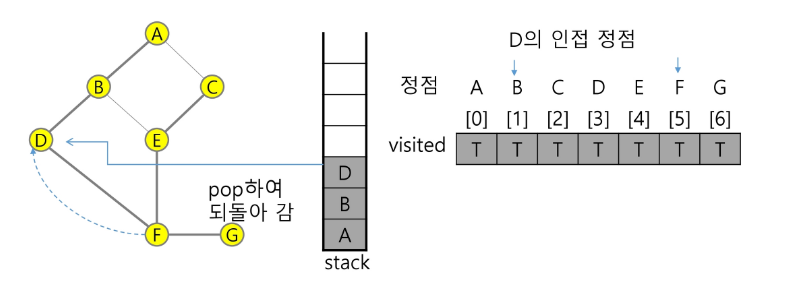 A
B
C
D
E
F
G
pop하여
되돌아 감
D
B
A
stack
D의 인접 정점
정점 A B C D E F G
[0] [1] [2] [3] [4] [5] [6]
visited T T T T T T T